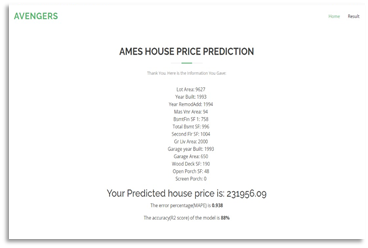 AVENGERS
Home Result
AMES HOUSE PRICE PREDICTION
Thank You, Here is the Information You Gave
Lot Area: 9627
Year Built: 1993
Year RemodAdd: 1994
Mas Vnr Area: 94
BsmtFin SF 1: 758
Total Bsmt SF: 996
Second Flr SF: 1004
Gr Liv Area: 2000
Garage year Built: 1993
Garage Area: 650
Wood Deck SF: 190
Open Porch SF: 48
Screen Porch: 0
Your Predicted house price is: 231956.09
The error percentage(MAPE) is 0.938
The accuracy(R2 score) of the model is 88%